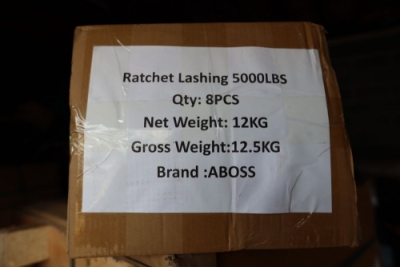 Ratchet Lashing 5000LBS
Qty: 8PCS
Net Weight: 12KG
Gross Weight:12.5KG
Brand :ABOSS